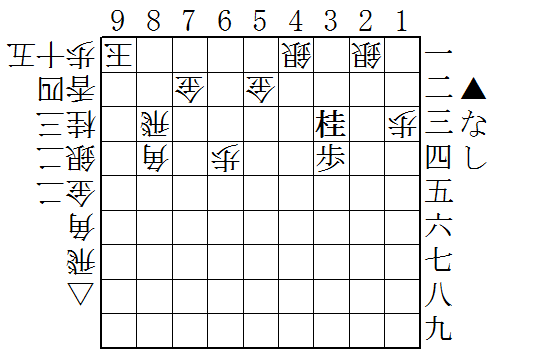 9 8 7 6 5 4 3 2 1
王 銀 銀 一
金 金 二
飛 桂 歩 三
角 歩 歩 四
五
六
七
八
九
▲なし
△飛角金二銀二桂三香四歩十五